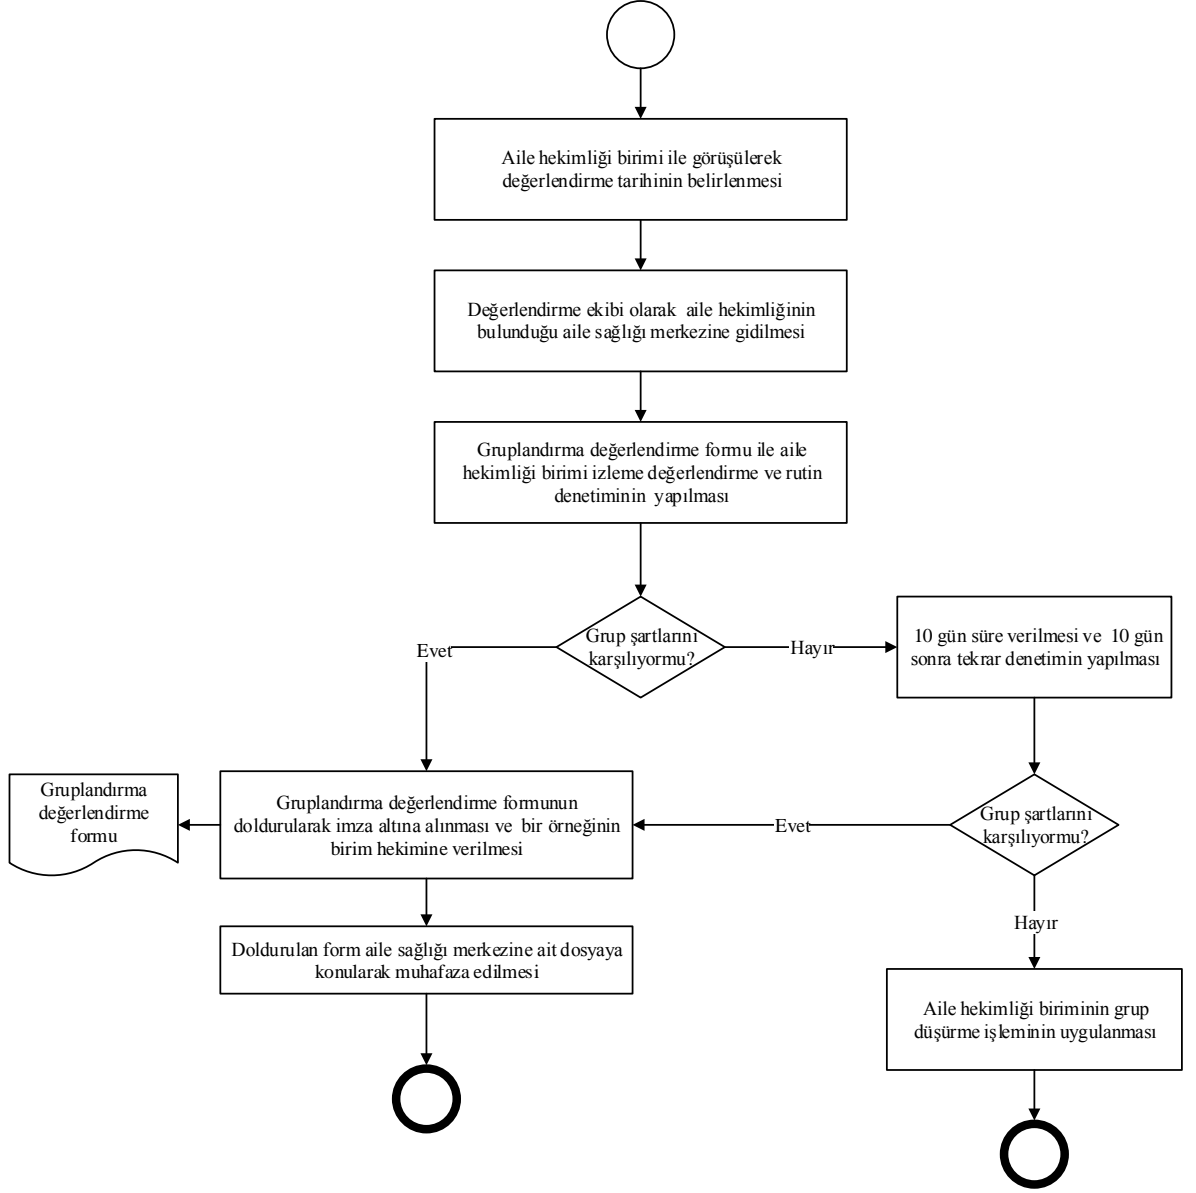 Aile hekimliği birimi ile görüşülerek
değerlendirme tarihinin belirlenmesi
Değerlendirme ekibi olarak aile hekimliğinin
bulunduğu aile sağlığı merkezine gidilmesi
Gruplandırma değerlendirme formu ile aile
hekimliği birimi izleme değerlendirme ve rutin
denetiminin yapılması
Grup şartlarını
karşılıyormu?
Evet
Hayır
10 gün süre verilmesi ve 10 gün
sonra tekrar denetimin yapılması
Gruplandırma
değerlendirme
formu
Gruplandırma değerlendirme formunun
doldurularak imza altına alınması ve bir örneğinin
birim hekimine verilmesi
Evet
Grup şartlarını
karşılıyormu?
Hayır
Doldurulan form aile sağlığı merkezine ait dosyaya
konularak muhafaza edilmesi
Aile hekimliği biriminin grup
düşürme işleminin uygulanması